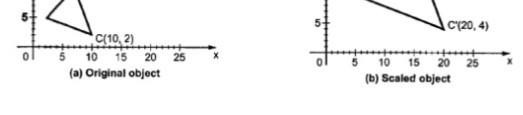 5
C(10, 2)
0 5 10 15 20 25 x
(a) Original object
5
C'(20, 4)
0 5 10 15 20 25 x
(b) Scaled object